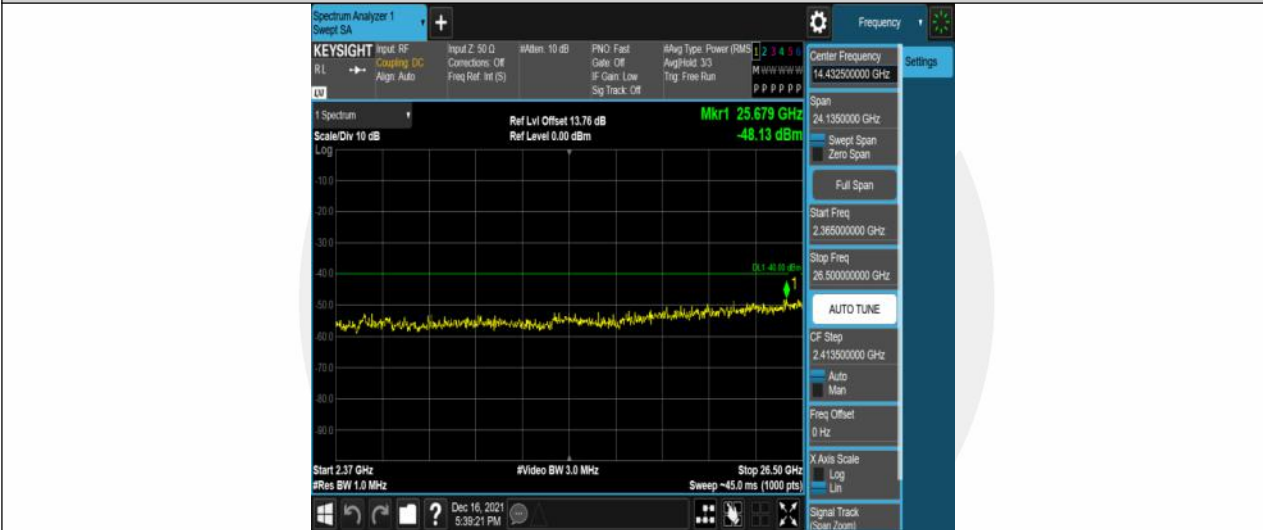 Spectrum Analyzer 1
Swept SA
+
Frequency
KEYSIGHT
RL
Input: RF
Coupling: DC
Align: Auto
Input Z: 50 Ω
Corrections: Off
Freq Ref: Int (S)
#Atten: 10 dB
PNO: Fast
Gate: Off
IF Gain: Low
Sig Track: Off
#Avg Type: Power (RMS
Avg|Hold: 3/3
Trig: Free Run
1 2 3 4 5 6
M W W W W W
P P P P P P
LV
1 Spectrum
Scale/Div 10 dB
Log
Ref Lvl Offset 13.76 dB
Ref Level 0.00 dBm
Mkr1 25.679 GHz
-48.13 dBm
-10.0
-20.0
-30.0
-40.0
-50.0
-60.0
-70.0
-80.0
-90.0
DL1 -40.00 dBm
1
Start 2.37 GHz
#Res BW 1.0 MHz
#Video BW 3.0 MHz
Stop 26.50 GHz
Sweep ~45.0 ms (1000 pts)
?
Dec 16, 2021
5:39:21 PM
Center Frequency
14.432500000 GHz
Settings
Span
24.1350000 GHz
Swept Span
Zero Span
Full Span
Start Freq
2.365000000 GHz
Stop Freq
26.500000000 GHz
AUTO TUNE
CF Step
2.413500000 GHz
Auto
Man
Freq Offset
0 Hz
X Axis Scale
Log
Lin
Signal Track
(Span Zoom)